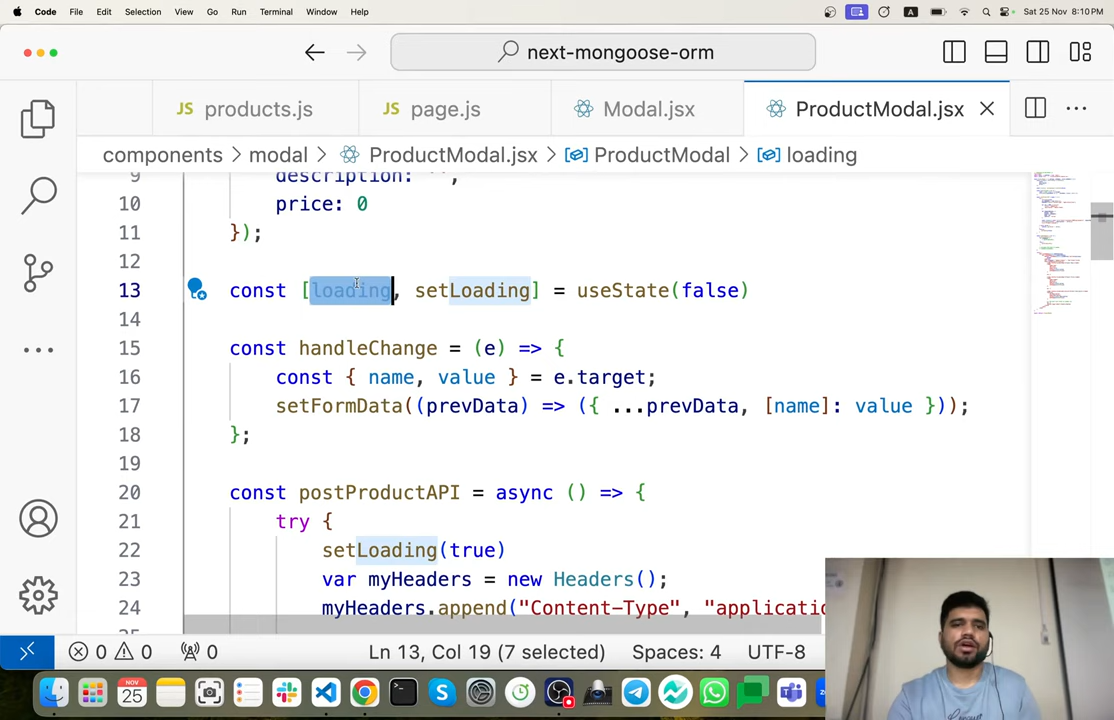 Code File Edit Selection View Go Run Terminal Window Help A Sat 25 Nov 8:10 PM
next-mongoose-orm
JS products.js JS page.js Modal.jsx ProductModal.jsx
components > modal > ProductModal.jsx > ProductModal > loading
9 description: "",
10 price: 0
11 });
12
13 const [loading, setLoading] = useState(false)
14
15 const handleChange = (e) => {
16 const { name, value } = e.target;
17 setFormData((prevData) => ({ ...prevData, [name]: value }));
18 };
19
20 const postProductAPI = async () => {
21 try {
22 setLoading(true)
23 var myHeaders = new Headers();
24 myHeaders.append("Content-Type", "applicatio
0 0 0 Ln 13, Col 19 (7 selected) Spaces: 4 UTF-8
NOV
25